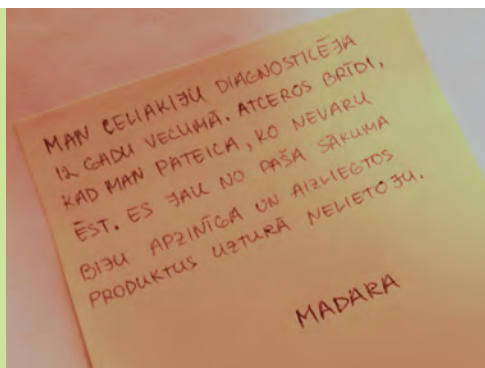 MAN CELIAKIJU DIAGNOSTICĒJA
12 GADU VECUMĀ. ATCEROS BRĪDI,
KAD MAN PATEICA, KO NEVARU
ĒST. ES JAU NO PAŠA SĀKUMA
BIJU APZINĪGA UN AIZLIEGTOS
PRODUKTUS UZTURĀ NELIETOJU.
MADARA